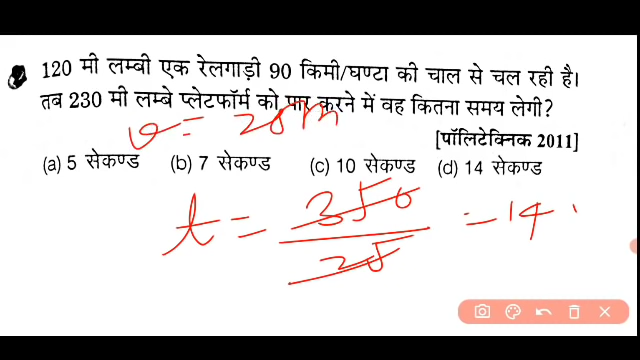 120 मी लम्बी एक रेलगाड़ी 90 किमी/घण्टा की चाल से चल रही है।
तब 230 मी लम्बे प्लेटफॉर्म को पार करने में वह कितना समय लेगी?
v = 25 m
[पॉलिटेक्निक 2011]
(a) 5 सेकण्ड (b) 7 सेकण्ड (c) 10 सेकण्ड (d) 14 सेकण्ड
t = 350/25 = 14